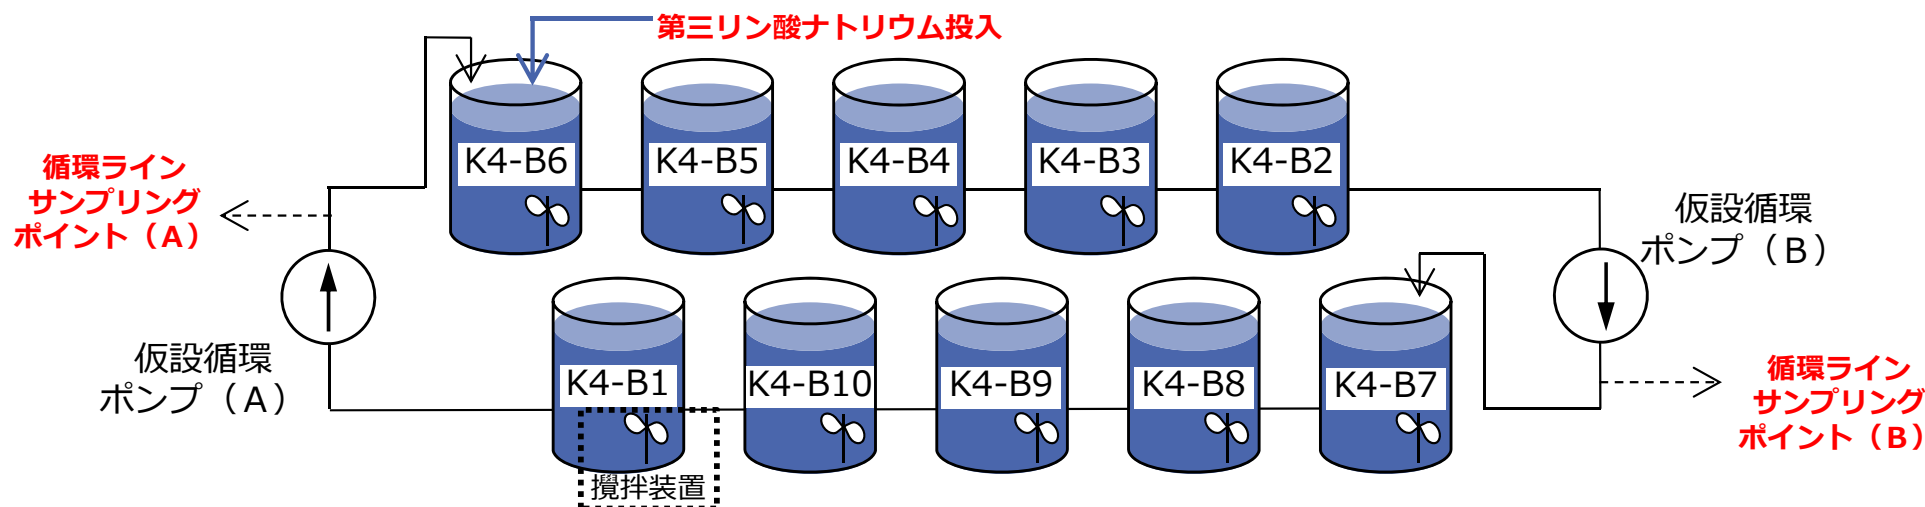 第三リン酸ナトリウム投入
K4-B6
K4-B5
K4-B4
K4-B3
K4-B2
循環ライン
サンプリング
ポイント（A）
仮設循環
ポンプ（B）
仮設循環
ポンプ（A）
K4-B1
K4-B10
K4-B9
K4-B8
K4-B7
循環ライン
サンプリング
ポイント（B）
攪拌装置